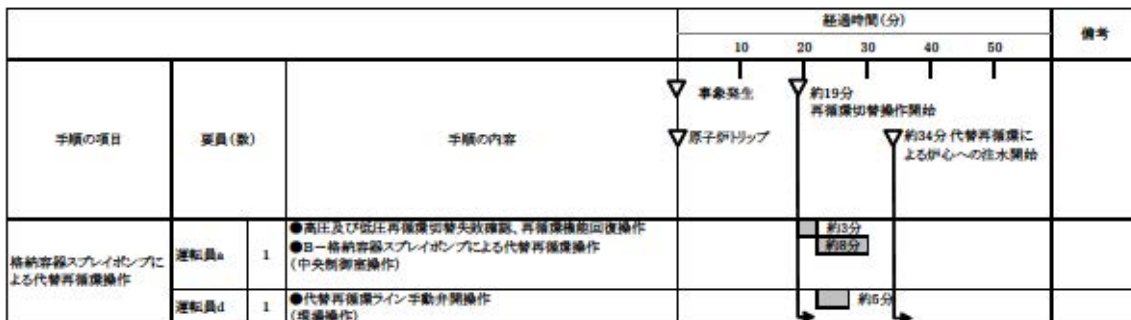 経過時間(分)
備考
10
20
30
40
50
事象発生
約19分
再循環切替操作開始
手順の項目
要員(数)
手順の内容
原子炉トリップ
約34分 代替再循環に
よる炉心への注水開始
●高圧及び低圧再循環切替失敗確認、再循環機能回復操作
約3分
格納容器スプレイポンプに
よる代替再循環操作
運転員a
1
●B－格納容器スプレイポンプによる代替再循環操作
(中央制御室操作)
約8分
運転員d
1
●代替再循環ライン手動弁開操作
(現場操作)
約5分